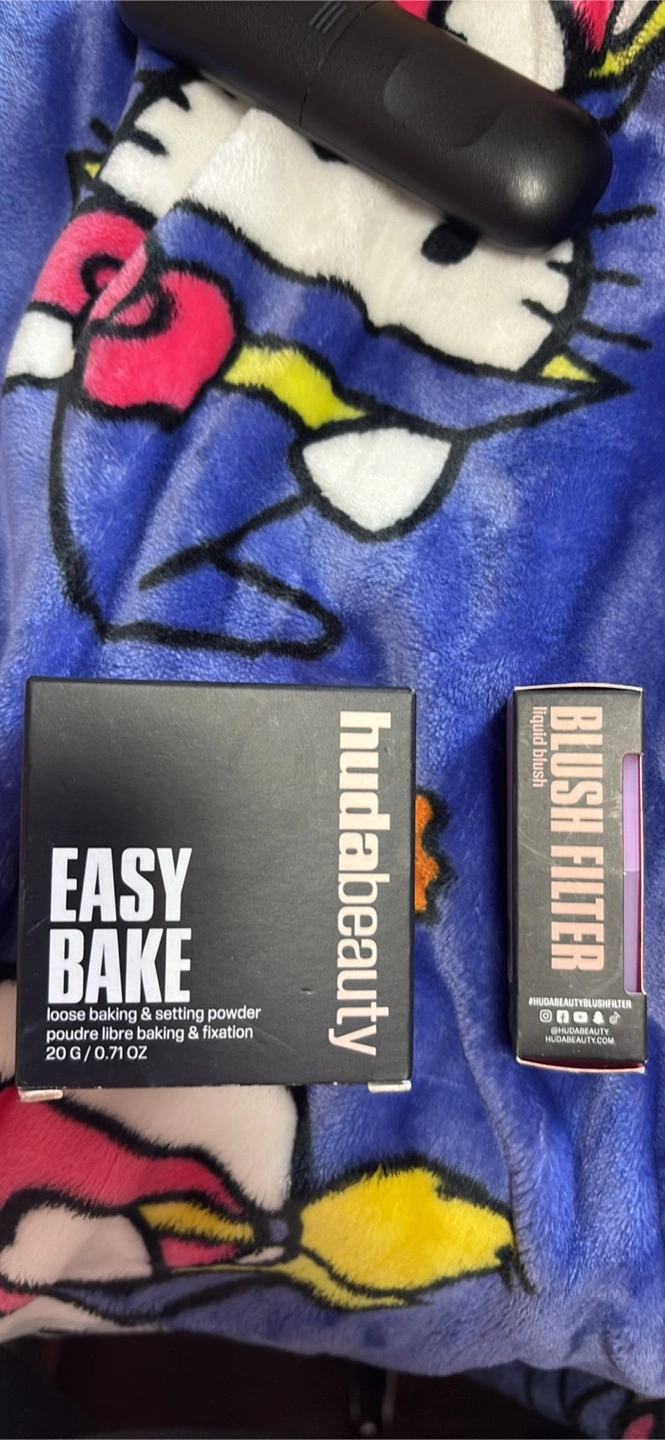 EASY
BAKE
loose baking & setting powder
poudre libre baking & fixation
20 G / 0.71 OZ
hudabeauty
BLUSH FILTER
liquid blush
#HUDABEAUTYBLUSHFILTER
@HUDABEAUTY
HUDABEAUTY.COM